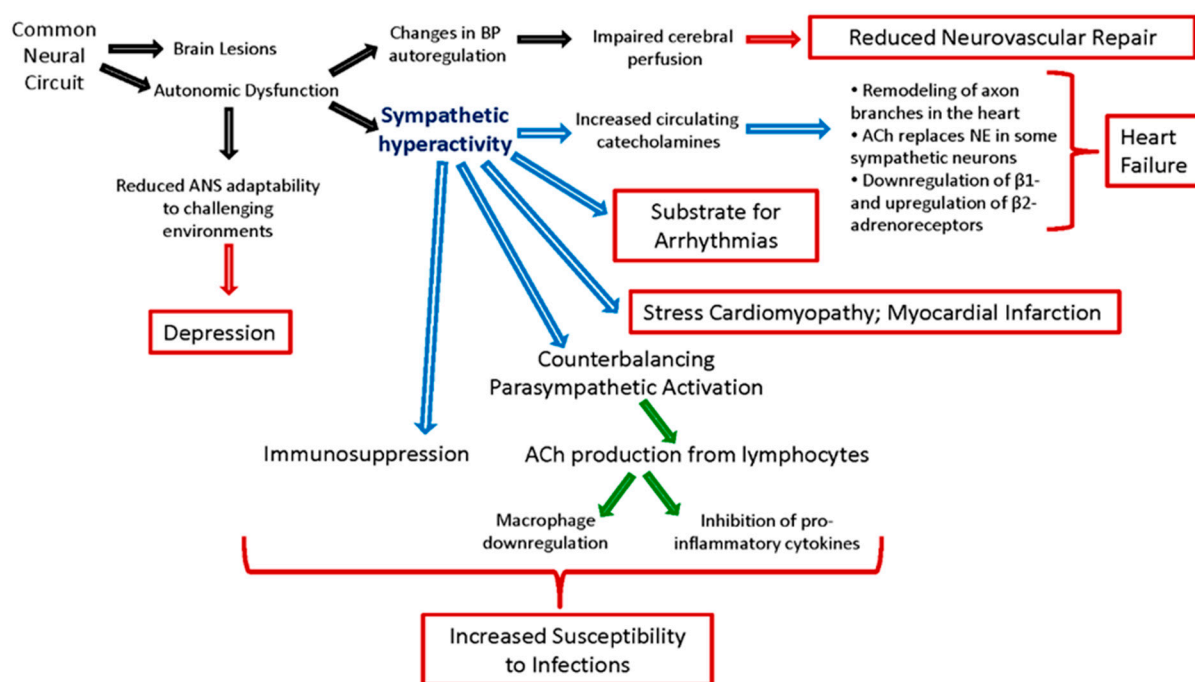 Common
Neural
Circuit
Brain Lesions
Autonomic Dysfunction
Changes in BP
autoregulation
Impaired cerebral
perfusion
Reduced Neurovascular Repair
Sympathetic
hyperactivity
Increased circulating
catecholamines
• Remodeling of axon
branches in the heart
• ACh replaces NE in some
sympathetic neurons
• Downregulation of β1-
and upregulation of β2-
adrenoreceptors
Heart
Failure
Reduced ANS adaptability
to challenging
environments
Depression
Substrate for
Arrhythmias
Stress Cardiomyopathy; Myocardial Infarction
Counterbalancing
Parasympathetic Activation
Immunosuppression
ACh production from lymphocytes
Macrophage
downregulation
Inhibition of pro-
inflammatory cytokines
Increased Susceptibility
to Infections